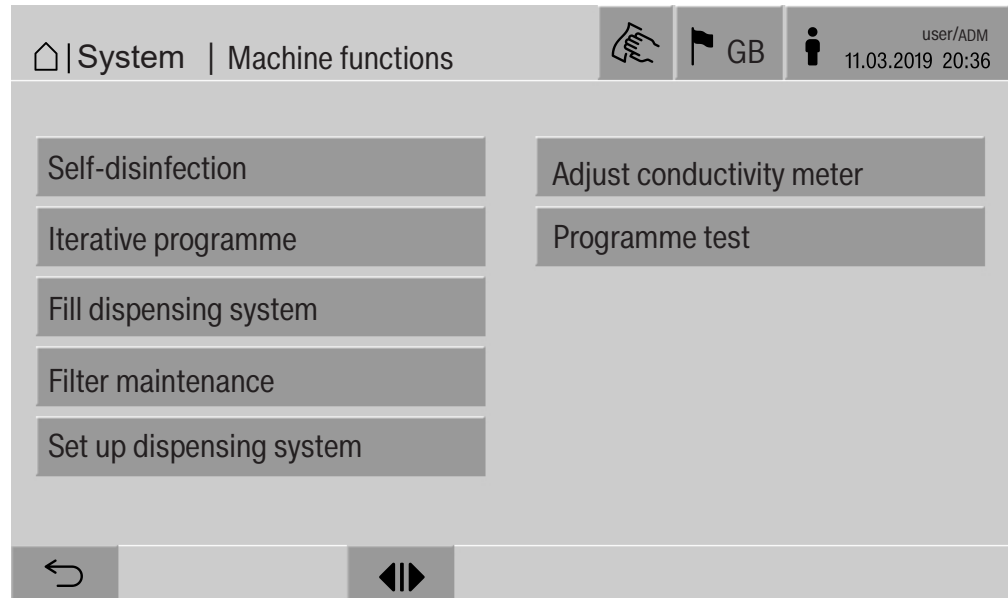 | System | Machine functions
GB
user/ADM
11.03.2019 20:36
Self-disinfection
Iterative programme
Fill dispensing system
Filter maintenance
Set up dispensing system
Adjust conductivity meter
Programme test